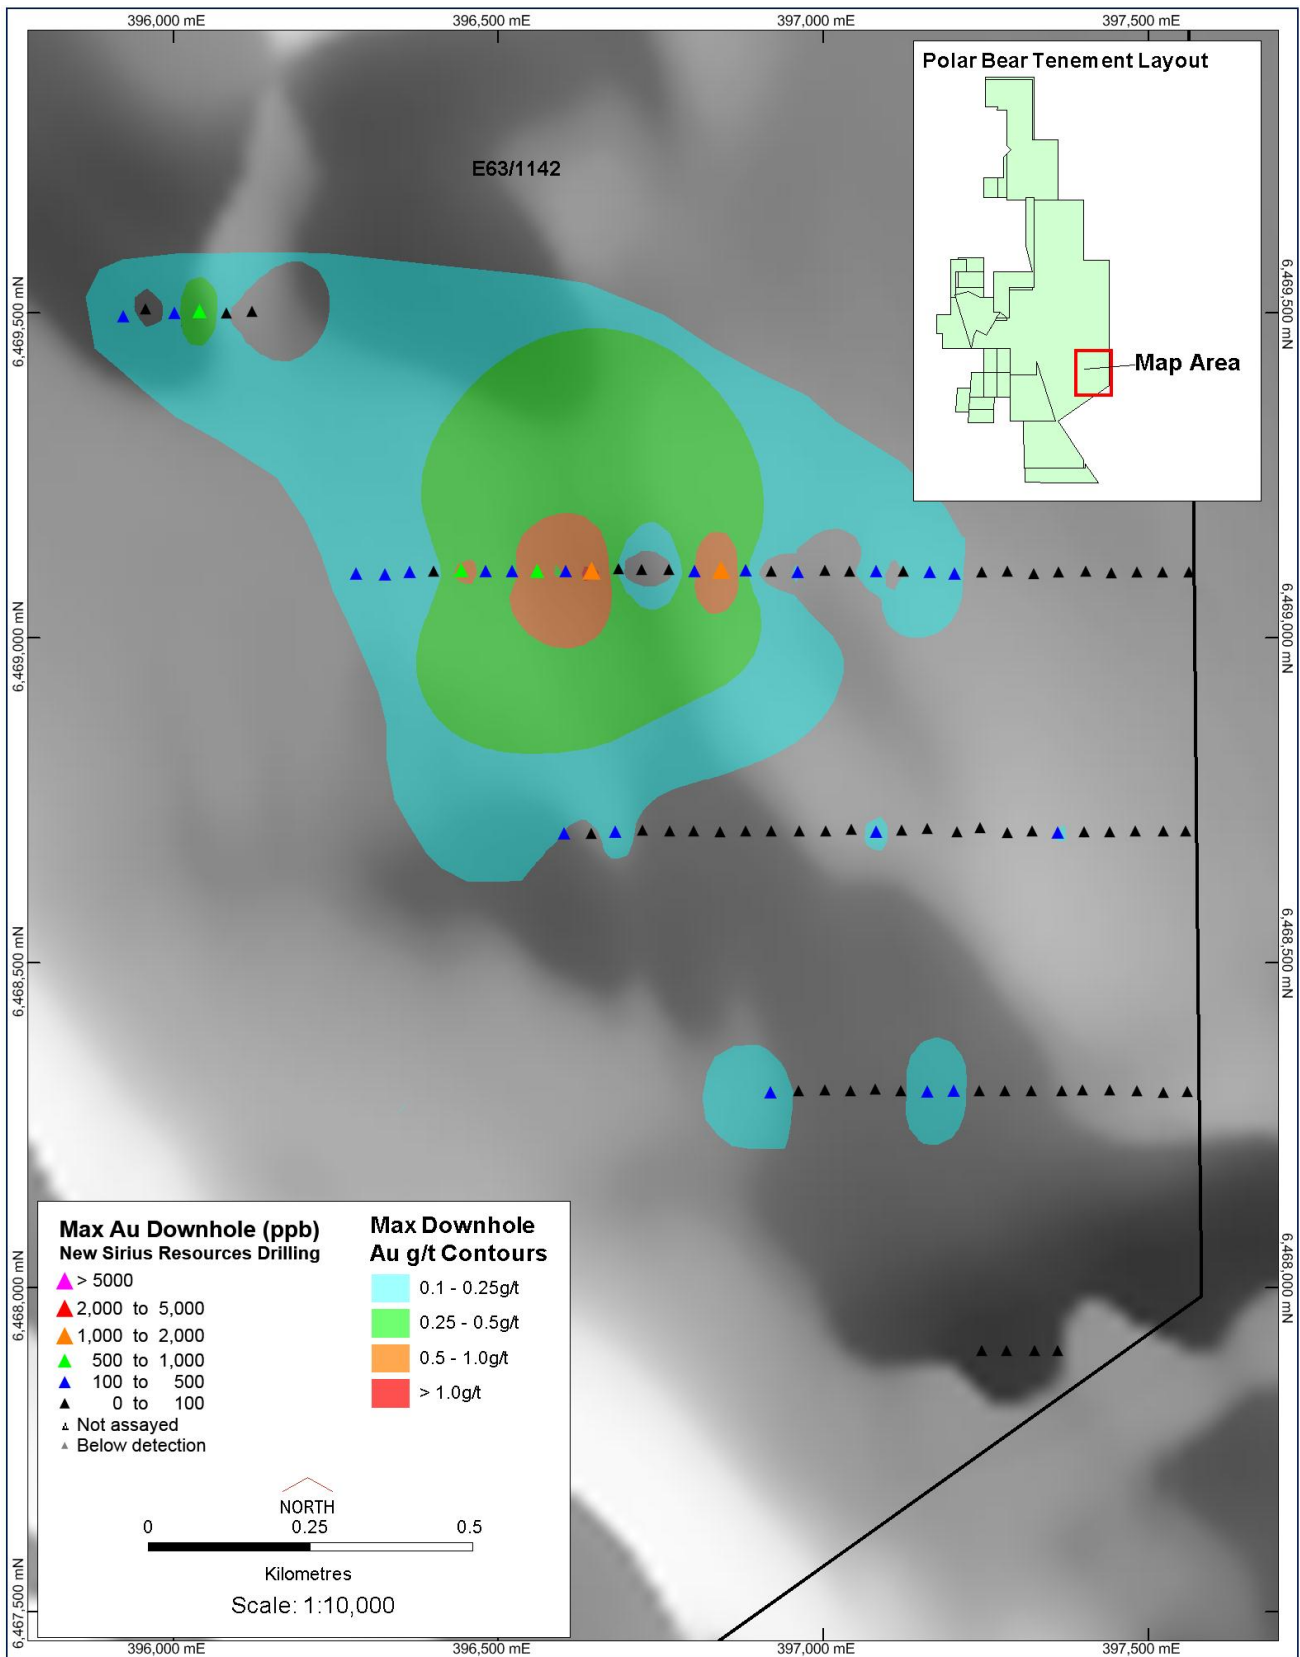 396,000 mE
396,500 mE
397,000 mE
397,500 mE
Polar Bear Tenement Layout
Map Area
E63/1142
6,469,500 mN
6,469,500 mN
6,469,000 mN
6,469,000 mN
6,468,500 mN
6,468,500 mN
6,468,000 mN
6,468,000 mN
6,467,500 mN
Max Au Downhole (ppb)
New Sirius Resources Drilling
> 5000
2,000 to 5,000
1,000 to 2,000
500 to 1,000
100 to 500
0 to 100
Not assayed
Below detection
Max Downhole
Au g/t Contours
0.1 - 0.25g/t
0.25 - 0.5g/t
0.5 - 1.0g/t
> 1.0g/t
NORTH
0 0.25 0.5
Kilometres
Scale: 1:10,000
396,000 mE
396,500 mE
397,000 mE
397,500 mE